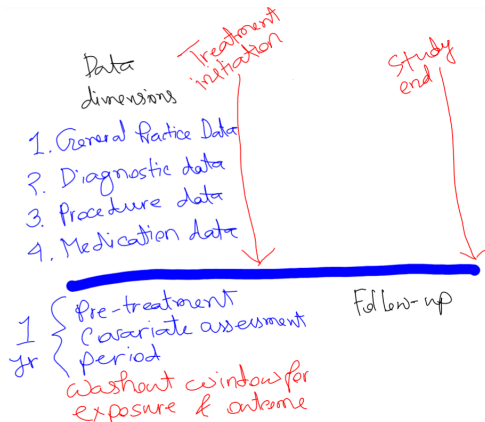 Treatment
initiation
Study
end
Data
dimensions
1. General Practice Data
2. Diagnostic data
3. Procedure data
4. Medication data
1
yr
Pre-treatment
Covariate assessment
period
Washout window for
exposure & outcome
Follow-up